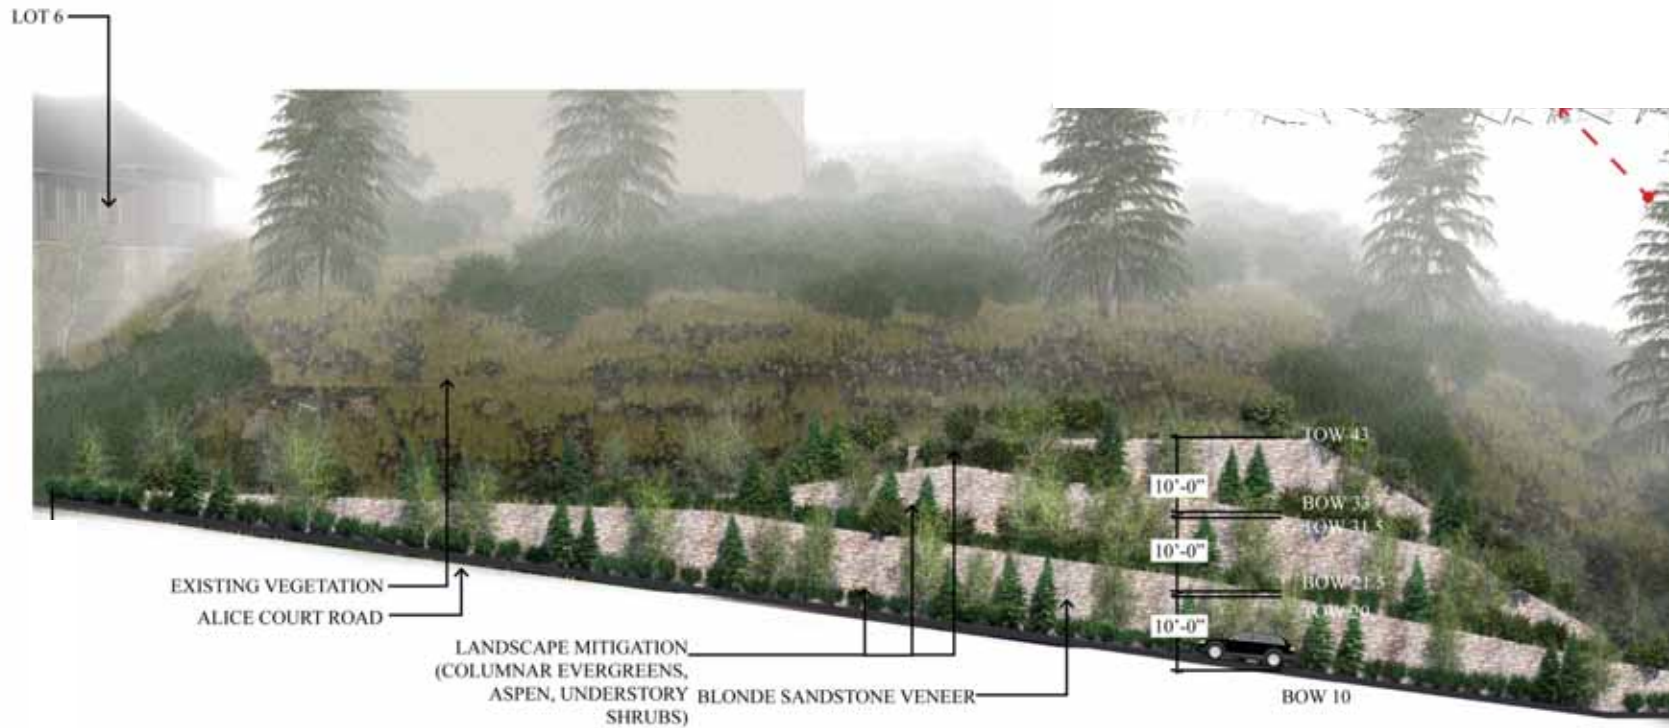 LOT 6
TOW 43
10'-0"
BOW 33
TOW 31.5
10'-0"
BOW 21.5
TOW 20
10'-0"
BOW 10
EXISTING VEGETATION
ALICE COURT ROAD
LANDSCAPE MITIGATION
(COLUMNAR EVERGREENS,
ASPEN, UNDERSTORY
SHRUBS)
BLONDE SANDSTONE VENEER